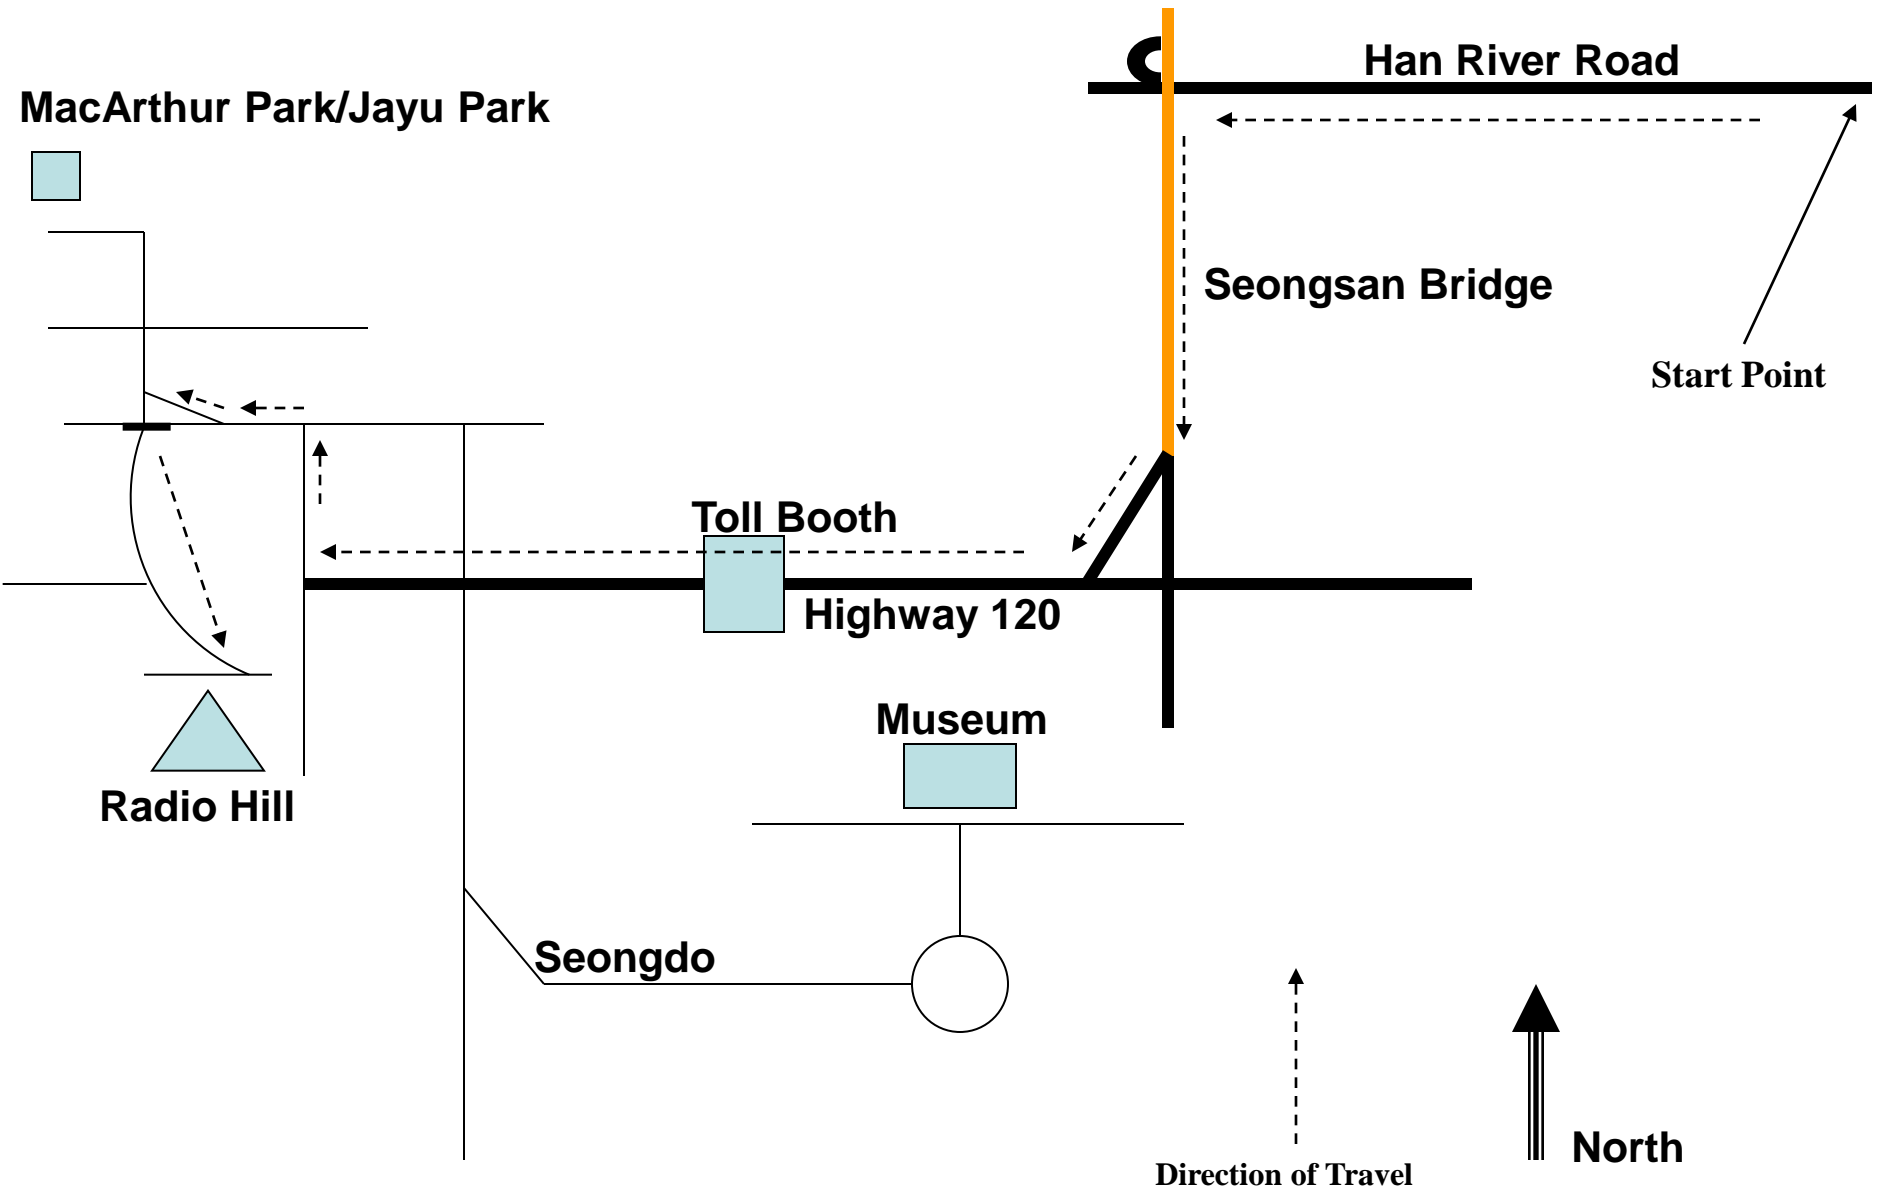 Han River Road
MacArthur Park/Jayu Park
Seongsan Bridge
Start Point
Toll Booth
Highway 120
Museum
Radio Hill
Seongdo
North
Direction of Travel